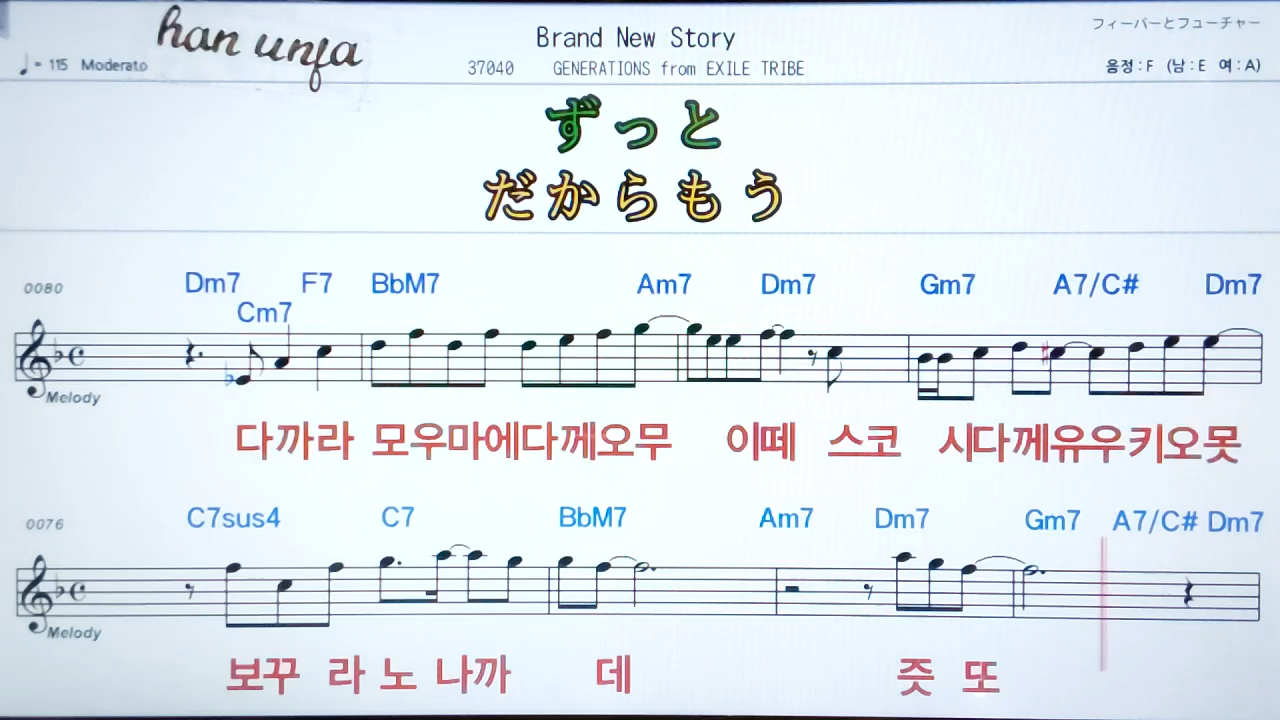 han unfa
Brand New Story
フィーバーとフューチャー
♩= 115 Moderato
37040 GENERATIONS from EXILE TRIBE
음정 : F (남 : E 여 : A)
ずっと
だからもう
0080 Dm7 Cm7 F7 BbM7 Am7 Dm7 Gm7 A7/C# Dm7
Melody
다까라 모우마에다께오무 이떼 스코 시다께유우키오못
0076 C7sus4 C7 BbM7 Am7 Dm7 Gm7 A7/C# Dm7
Melody
보꾸 라 노 나까 데 즛 또